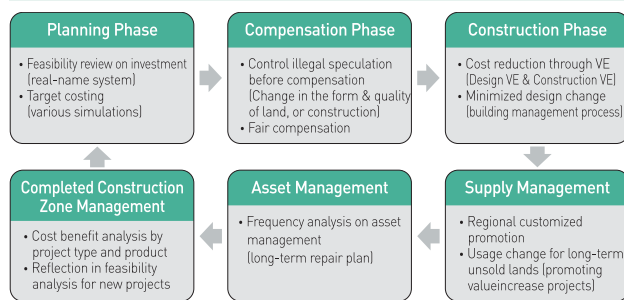 Planning Phase
• Feasibility review on investment
(real-name system)
• Target costing
(various simulations)
Compensation Phase
• Control illegal speculation
before compensation
(Change in the form & quality
of land, or construction)
• Fair compensation
Construction Phase
• Cost reduction through VE
(Design VE & Construction VE)
• Minimized design change
(building management process)
Completed Construction
Zone Management
• Cost benefit analysis by
project type and product
• Reflection in feasibility
analysis for new projects
Asset Management
• Frequency analysis on asset
management
(long-term repair plan)
Supply Management
• Regional customized
promotion
• Usage change for long-term
unsold lands (promoting
valueincrease projects)